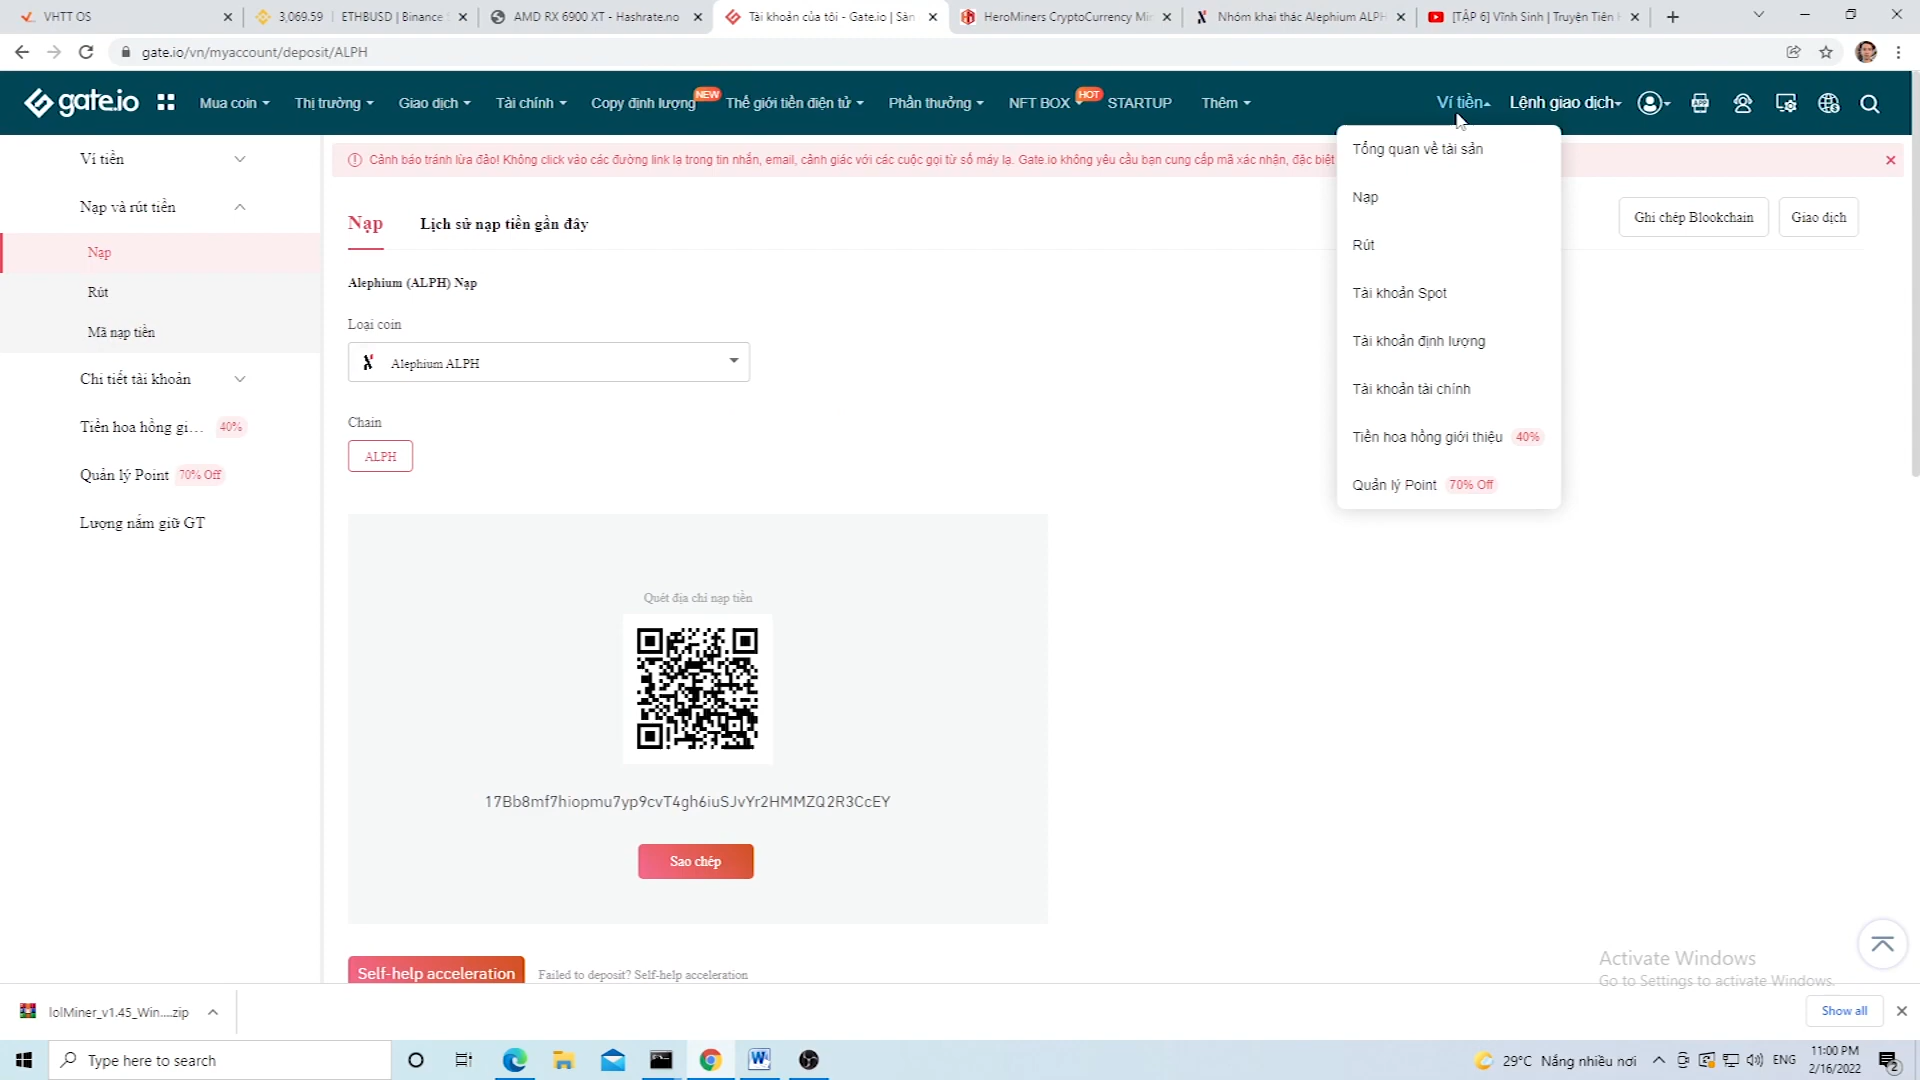 VHTT OS
3,069.59 ETHBUSD | Binance
AMD RX 6900 XT - Hashrate.no
Tài khoản của tôi - Gate.io | Sàn
HeroMiners CryptoCurrency Mi
Nhóm khai thác Alephium ALPH
[TẬP 6] Vĩnh Sinh | Truyện Tiên
gate.io/vn/myaccount/deposit/ALPH
gate.io
Mua coin
Thị trường
Giao dịch
Tài chính
Copy định lượng
NEW
Thế giới tiền điện tử
Phần thưởng
NFT BOX
HOT
STARTUP
Thêm
Ví tiền
Lệnh giao dịch
Cảnh báo tránh lừa đảo! Không click vào các đường link lạ trong tin nhắn, email, cảnh giác với các cuộc gọi từ số máy lạ. Gate.io không yêu cầu bạn cung cấp mã xác nhận, đặc biệt
Ví tiền
Nạp và rút tiền
Nạp
Rút
Mã nạp tiền
Chi tiết tài khoản
Tiền hoa hồng gi... 40%
Quản lý Point 70% Off
Lượng nắm giữ GT
Nạp
Lịch sử nạp tiền gần đây
Ghi chép Blookchain
Giao dịch
Alephium (ALPH) Nạp
Loại coin
Alephium ALPH
Chain
ALPH
Quét địa chỉ nạp tiền
17Bb8mf7hiopmu7yp9cvT4gh6iuSJvYr2HMMZQ2R3CcEY
Sao chép
Self-help acceleration
Failed to deposit? Self-help acceleration
Tổng quan về tài sản
Nạp
Rút
Tài khoản Spot
Tài khoản định lượng
Tài khoản tài chính
Tiền hoa hồng giới thiệu 40%
Quản lý Point 70% Off
Activate Windows
Go to Settings to activate Windows.
lolMiner_v1.45_Win....zip
Show all
Type here to search
29°C Nắng nhiều nơi
ENG
11:00 PM
2/16/2022
2